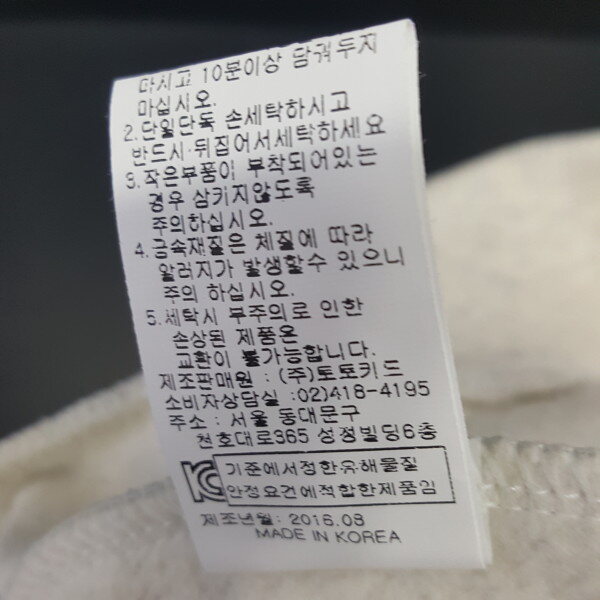 마시고 10분이상 담궈두지
마십시오.
2.단일단독 손세탁하시고
반드시·뒤집어서세탁하세요
3.작은부품이 부착되어있는
경우 삼키지않도록
주의하십시오.
4.금속재질은 체질에 따라
알러지가 발생할수 있으니
주의 하십시오.
5.세탁시 부주의로 인한
손상된 제품은
교환이 불가능합니다.
제조판매원 : (주)토토키드
소비자상담실 :02)418-4195
주소 : 서울 동대문구
천호대로365 성정빌딩6층
기준에서정한유해물질
안정요건에적합한제품임
제조년월: 2016.08
MADE IN KOREA